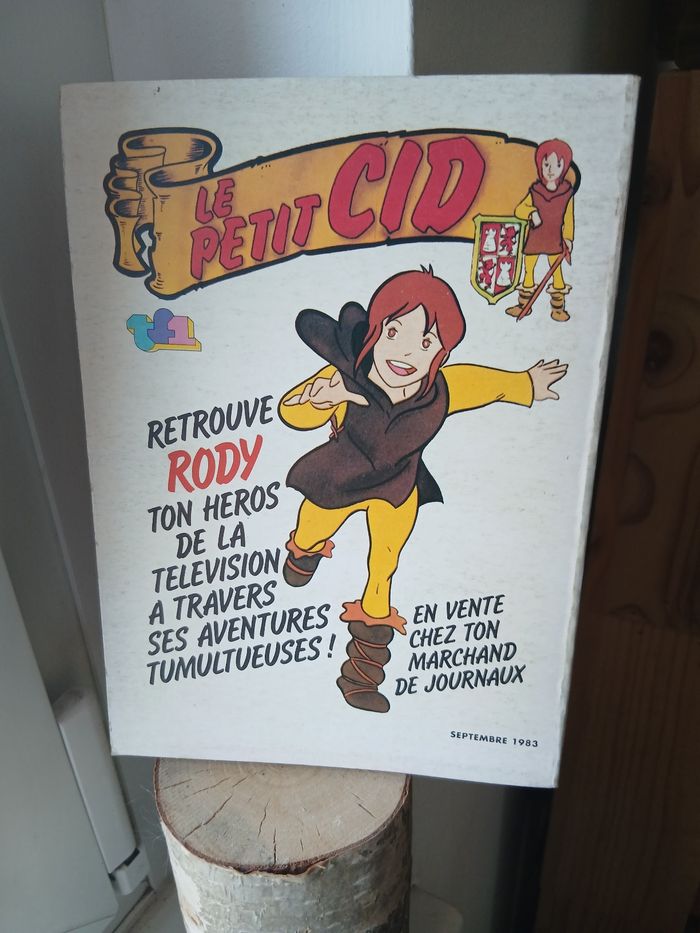 LE
PETIT CID
tf1
RETROUVE
RODY
TON HEROS
DE LA
TELEVISION
A TRAVERS
SES AVENTURES
TUMULTUEUSES !
EN VENTE
CHEZ TON
MARCHAND
DE JOURNAUX
SEPTEMBRE 1983